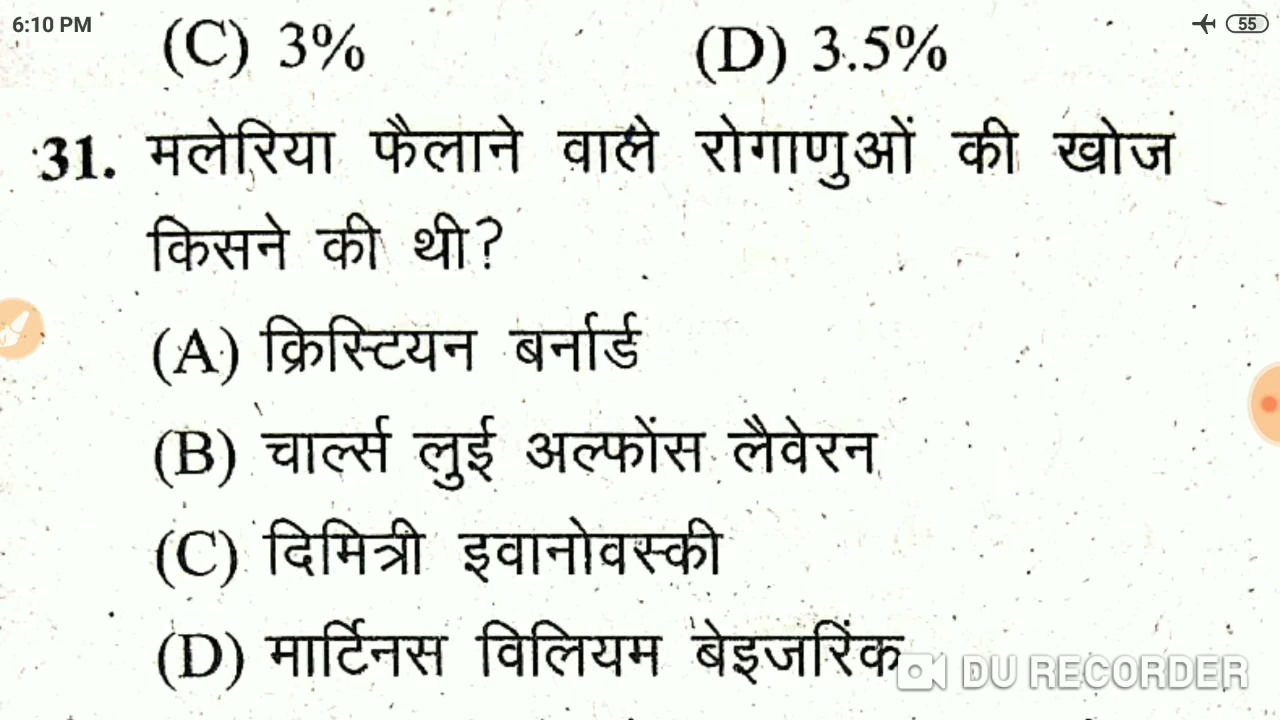 6:10 PM 55
(C) 3% (D) 3.5%
31. मलेरिया फैलाने वाले रोगाणुओं की खोज
किसने की थी?
(A) क्रिस्टियन बर्नार्ड
(B) चार्ल्स लुई अल्फोंस लैवेरन
(C) दिमित्री इवानोवस्की
(D) मार्टिनस विलियम बेइजरिंक
DU RECORDER